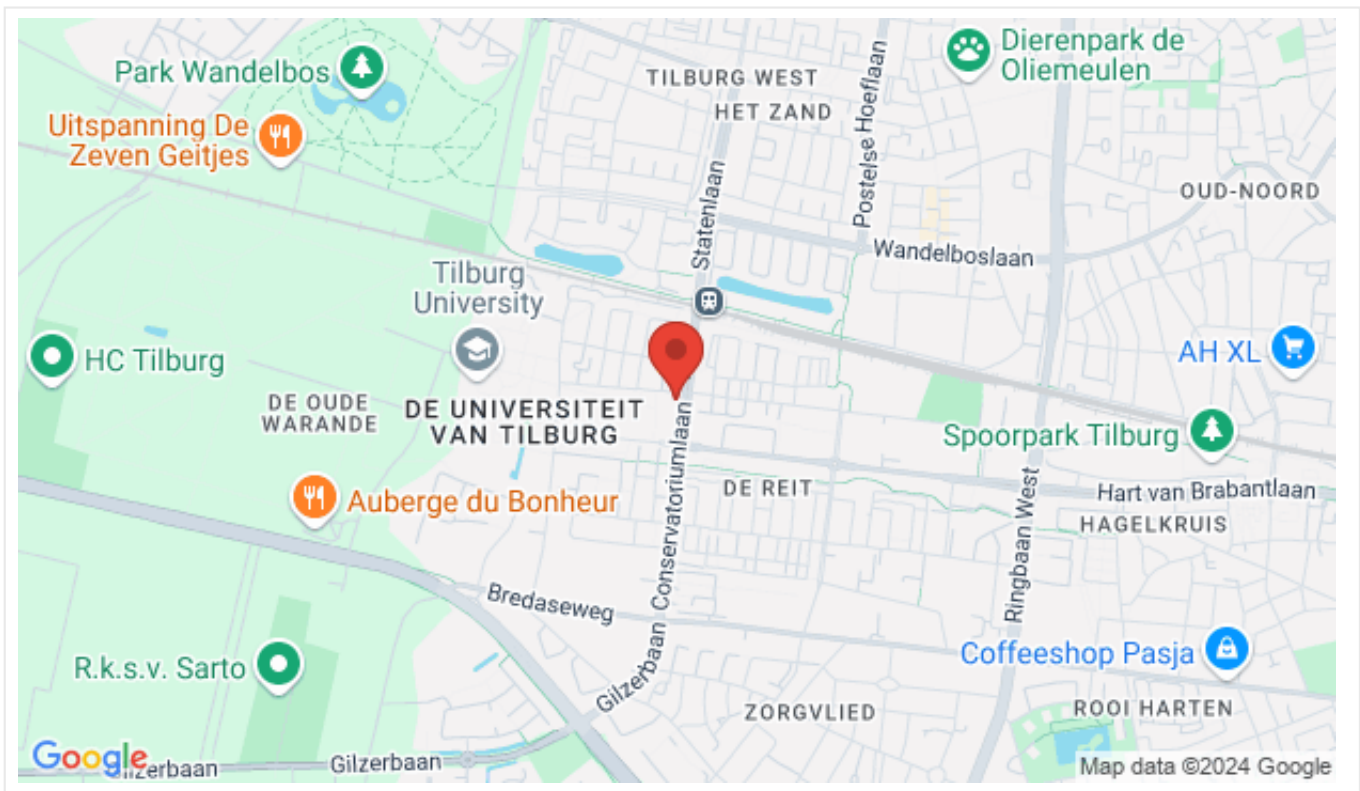 Park Wandelbos
TILBURG WEST
Dierenpark de
Oliemeulen
HET ZAND
Postelse Hoeflaan
Uitspanning De
Zeven Geitjes
Statenlaan
OUD-NOORD
Wandelboslaan
Tilburg
University
HC Tilburg
AH XL
DE OUDE
WARANDE
DE UNIVERSITEIT
VAN TILBURG
Spoorpark Tilburg
Auberge du Bonheur
DE REIT
Hart van Brabantlaan
HAGELKRUIS
Conservatoriumlaan
Ringbaan West
Bredaseweg
Coffeeshop Pasja
R.k.s.v. Sarto
Gilzerbaan
ZORGVLIED
ROOI HARTEN
Google
Gilzerbaan
Gilzerbaan
Map data ©2024 Google